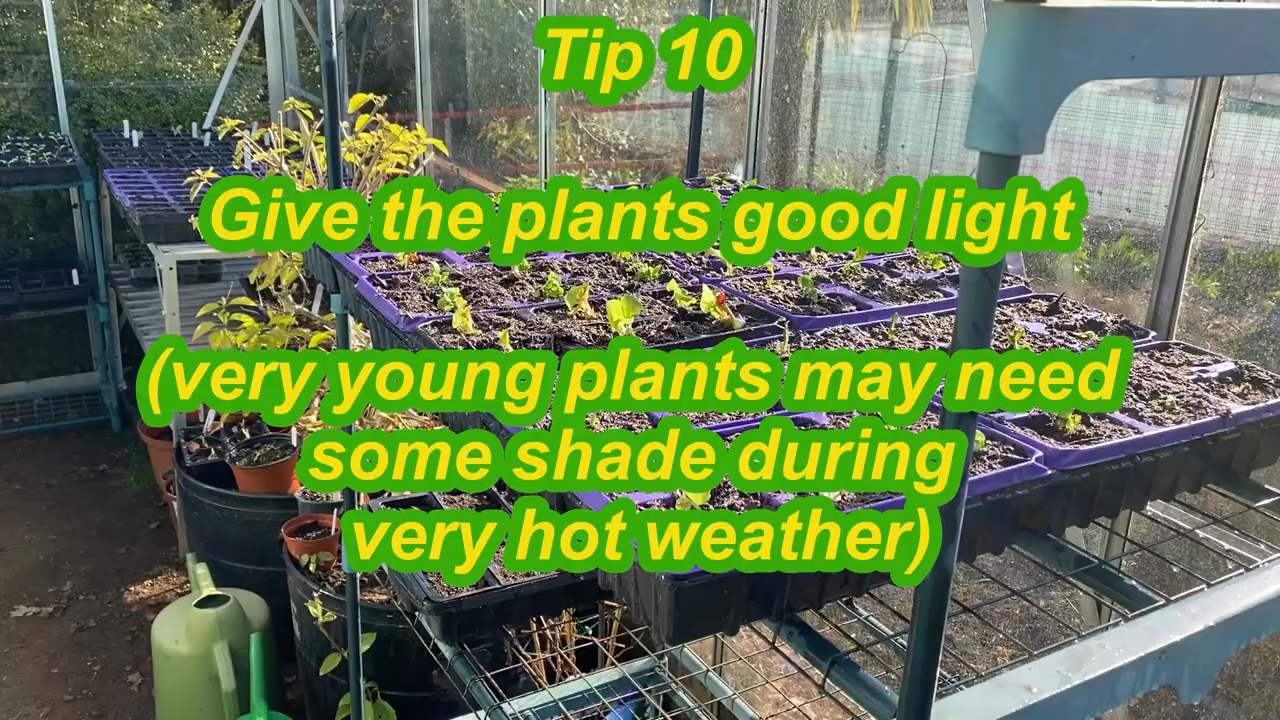 Tip 10
Give the plants good light
(very young plants may need
some shade during
very hot weather)